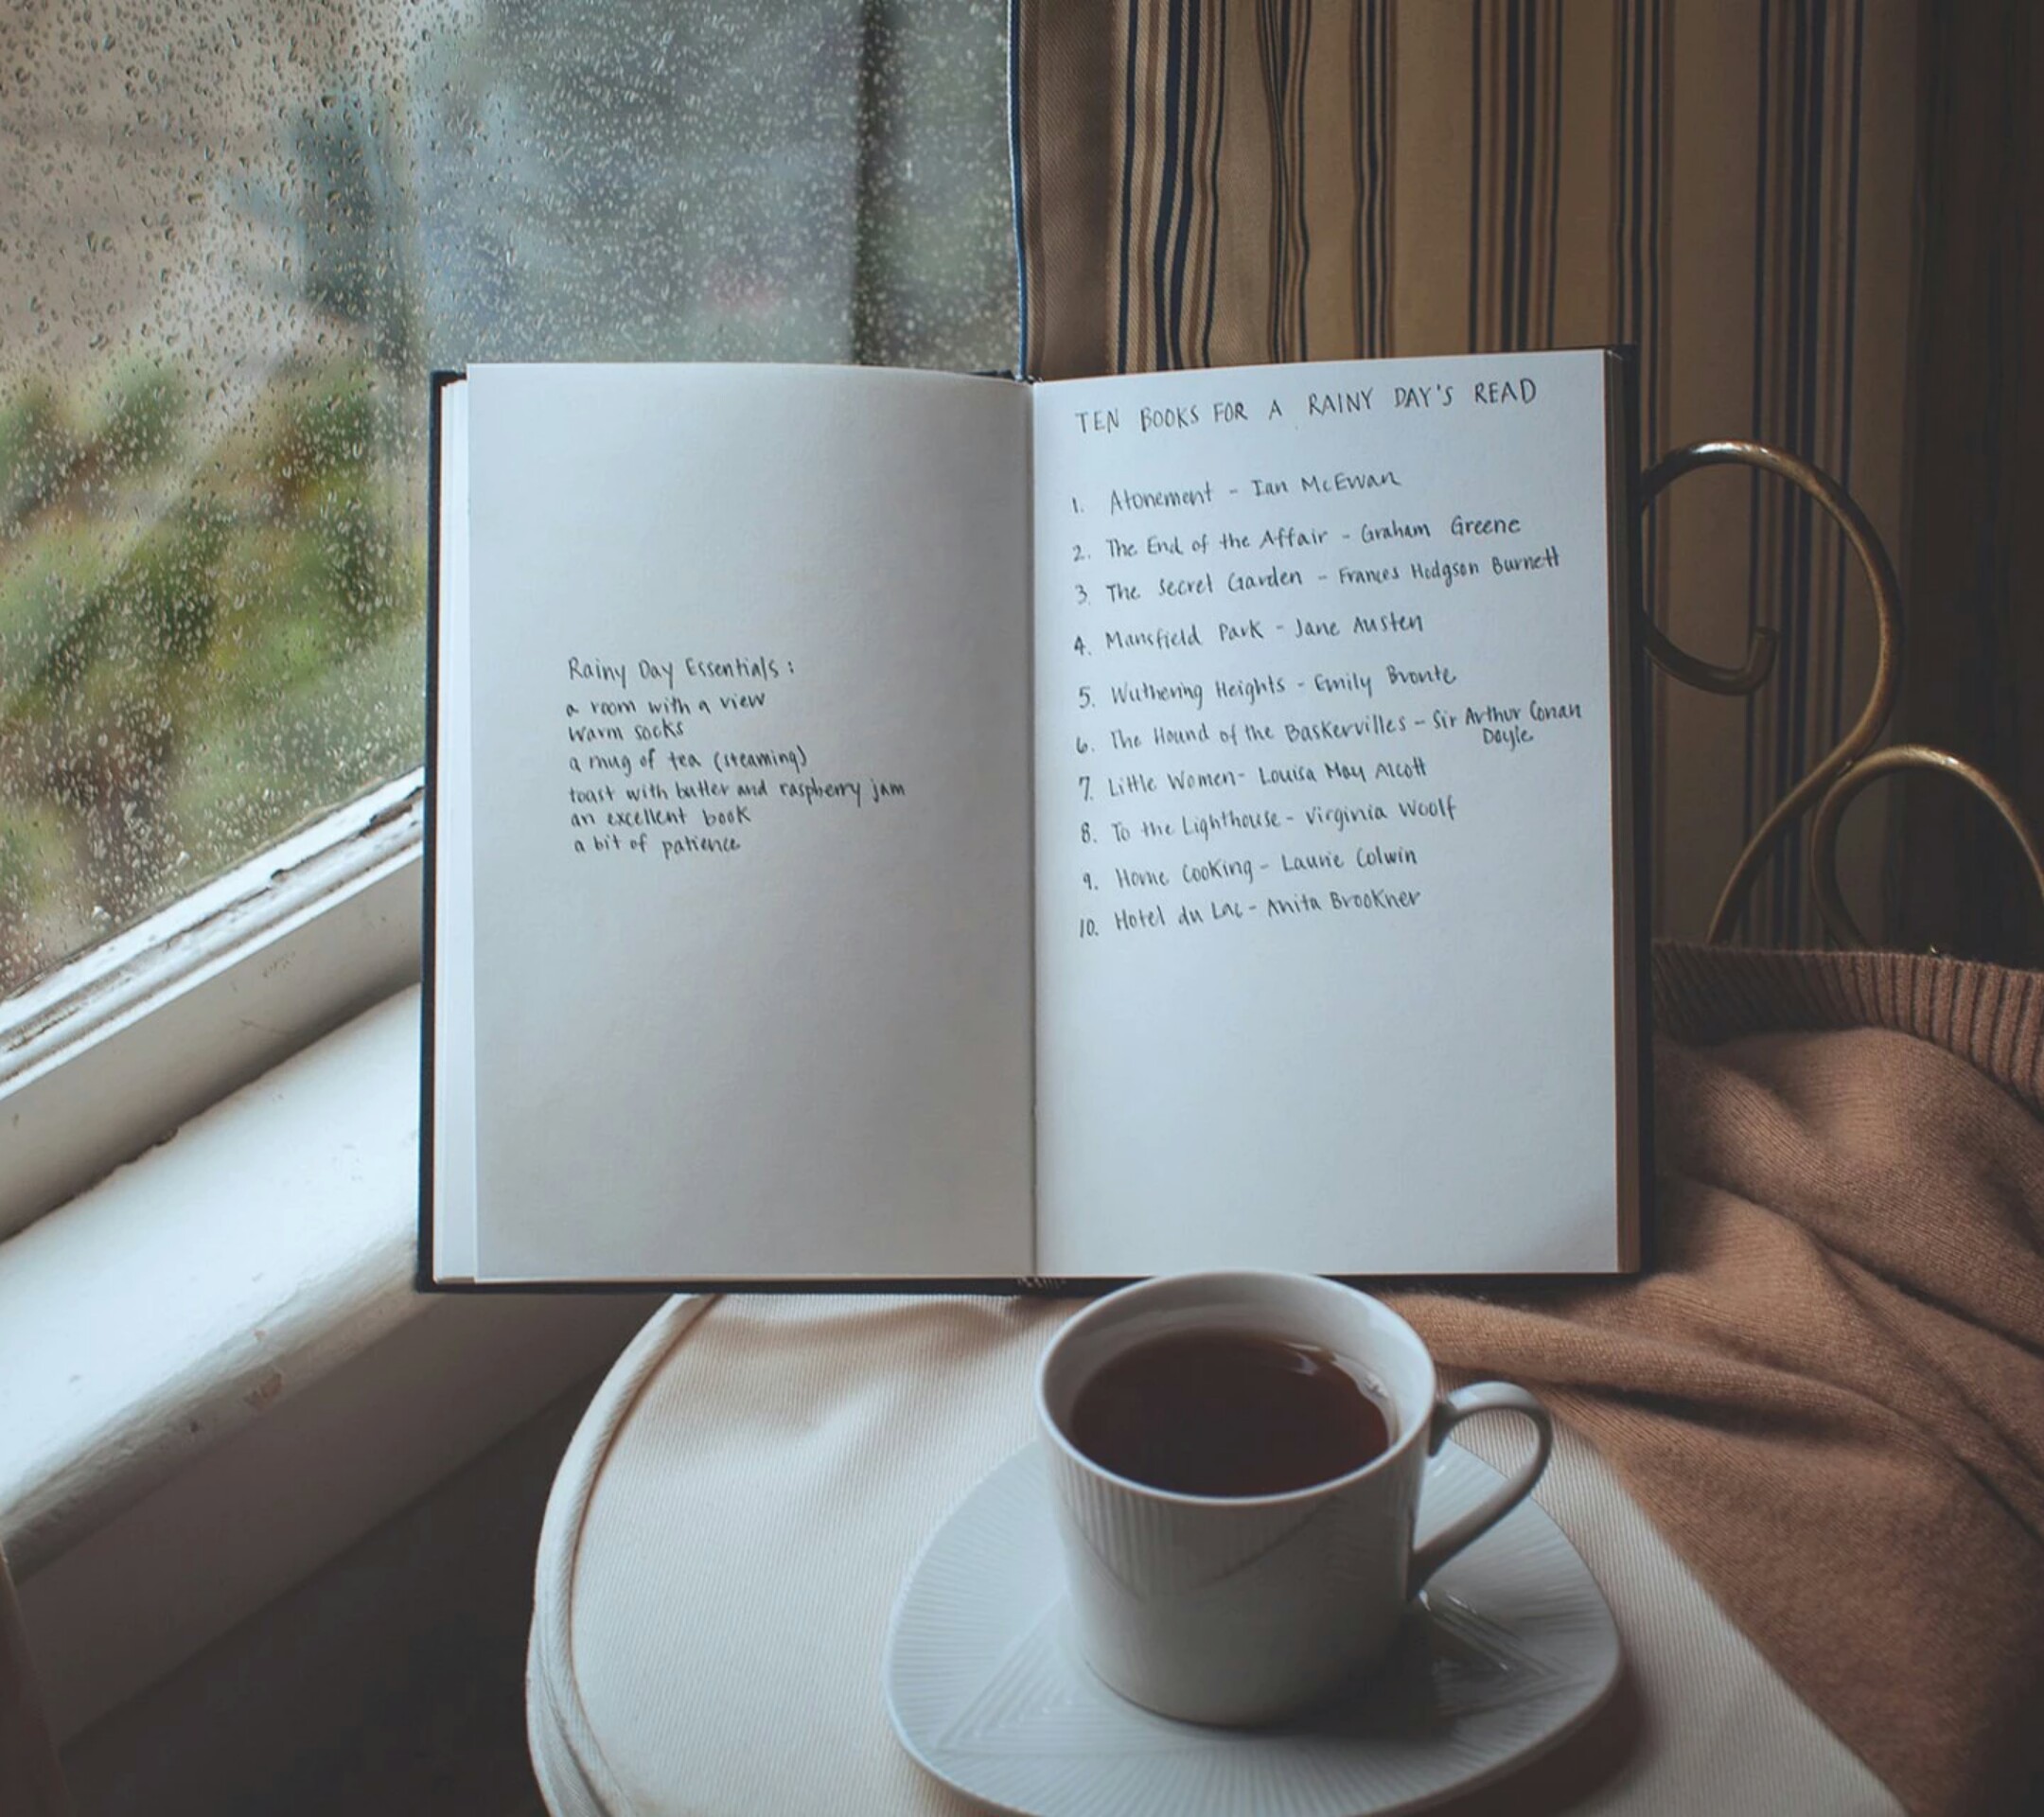 Rainy Day Essentials:
a room with a view
warm socks
a mug of tea (steaming)
toast with butter and raspberry jam
an excellent book
a bit of patience
TEN BOOKS FOR A RAINY DAY'S READ
1. Atonement - Ian McEwan
2. The End of the Affair - Graham Greene
3. The Secret Garden - Frances Hodgson Burnett
4. Mansfield Park - Jane Austen
5. Wuthering Heights - Emily Bronte
6. The Hound of the Baskervilles - Sir Arthur Conan
Doyle
7. Little Women - Louisa May Alcott
8. To the Lighthouse - Virginia Woolf
9. Home Cooking - Laurie Colwin
10. Hotel du Lac - Anita Brookner